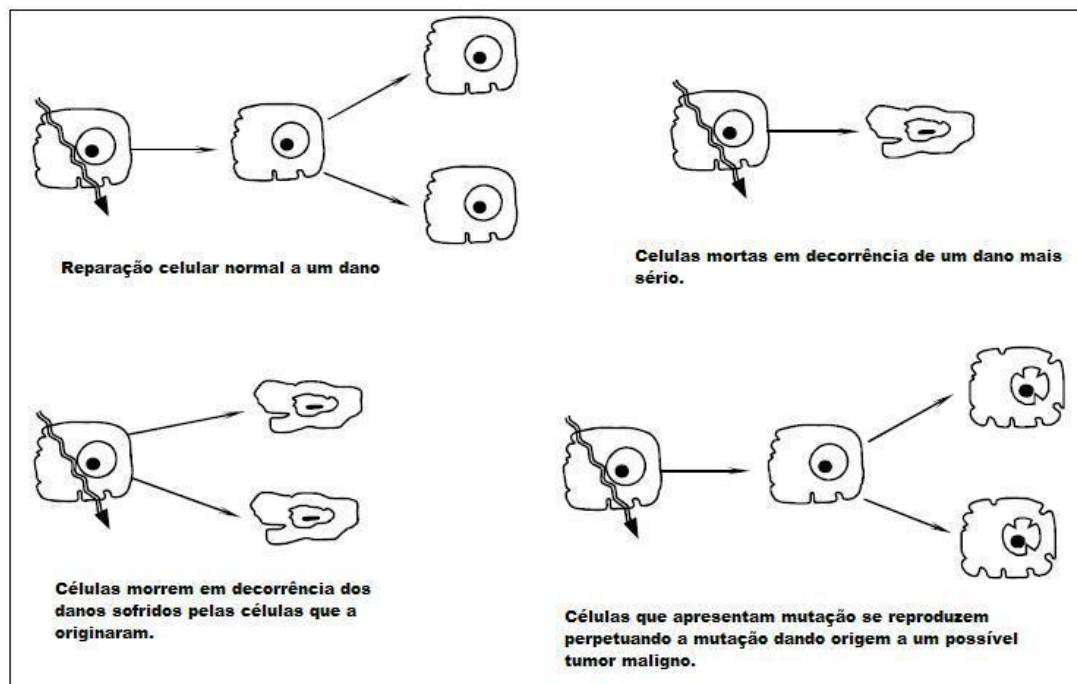 Reparação celular normal a um dano
Celulas mortas em decorrência de um dano mais
sério.
Células morrem em decorrência dos
danos sofridos pelas células que a
originaram.
Células que apresentam mutação se reproduzem
perpetuando a mutação dando origem a um possível
tumor maligno.